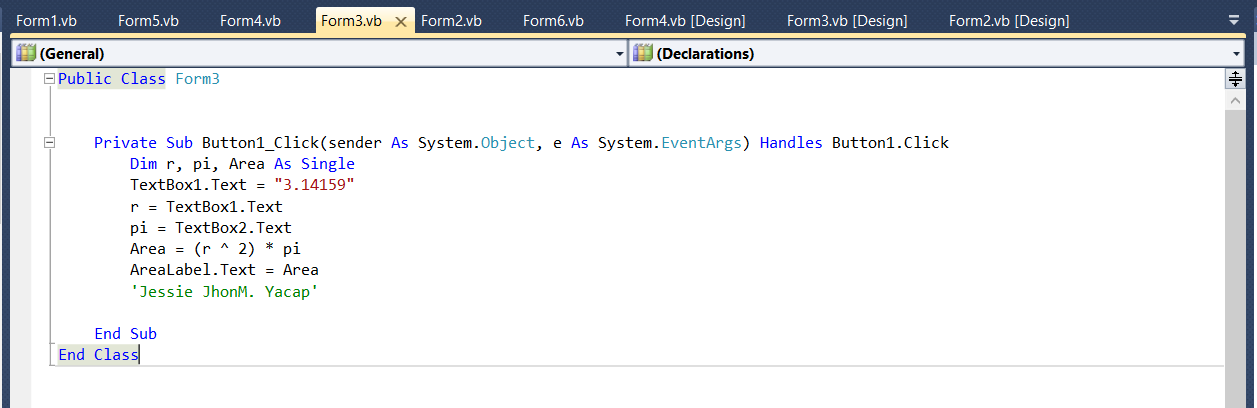 Form1.vb Form5.vb Form4.vb Form3.vb Form2.vb Form6.vb Form4.vb [Design] Form3.vb [Design] Form2.vb [Design]
(General) (Declarations)
Public Class Form3
Private Sub Button1_Click(sender As System.Object, e As System.EventArgs) Handles Button1.Click
Dim r, pi, Area As Single
TextBox1.Text = "3.14159"
r = TextBox1.Text
pi = TextBox2.Text
Area = (r ^ 2) * pi
AreaLabel.Text = Area
'Jessie JhonM. Yacap'
End Sub
End Class